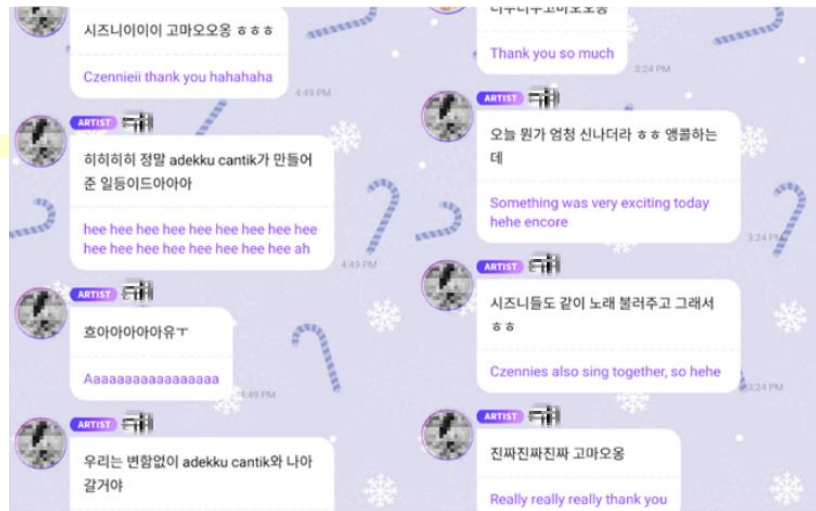 시즈니이이이 고마오오옹 ㅎㅎㅎ
Czennieii thank you hahahaha
4:49 PM
ARTIST
히히히히 정말 adekku cantik가 만들어
준 일등이드아아아
hee hee hee hee hee hee hee hee hee
hee hee hee hee hee hee hee hee ah
4:49 PM
ARTIST
흐아아아아아유ㅜ
Aaaaaaaaaaaaaaaaa
4:49 PM
ARTIST
우리는 변함없이 adekku cantik와 나아
갈거야
Thank you so much
3:24 PM
ARTIST
오늘 뭔가 엄청 신나더라 ㅎㅎ 앵콜하는
데
Something was very exciting today
hehe encore
3:24 PM
ARTIST
시즈니들도 같이 노래 불러주고 그래서
ㅎㅎ
Czennies also sing together, so hehe
3:24 PM
ARTIST
진짜진짜진짜 고마오옹
Really really really thank you